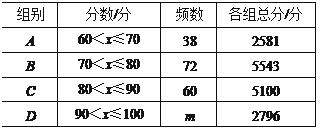 组别 分数/分 频数 各组总分/分
A 60＜x≤70 38 2581
B 70＜x≤80 72 5543
C 80＜x≤90 60 5100
D 90＜x≤100 m 2796